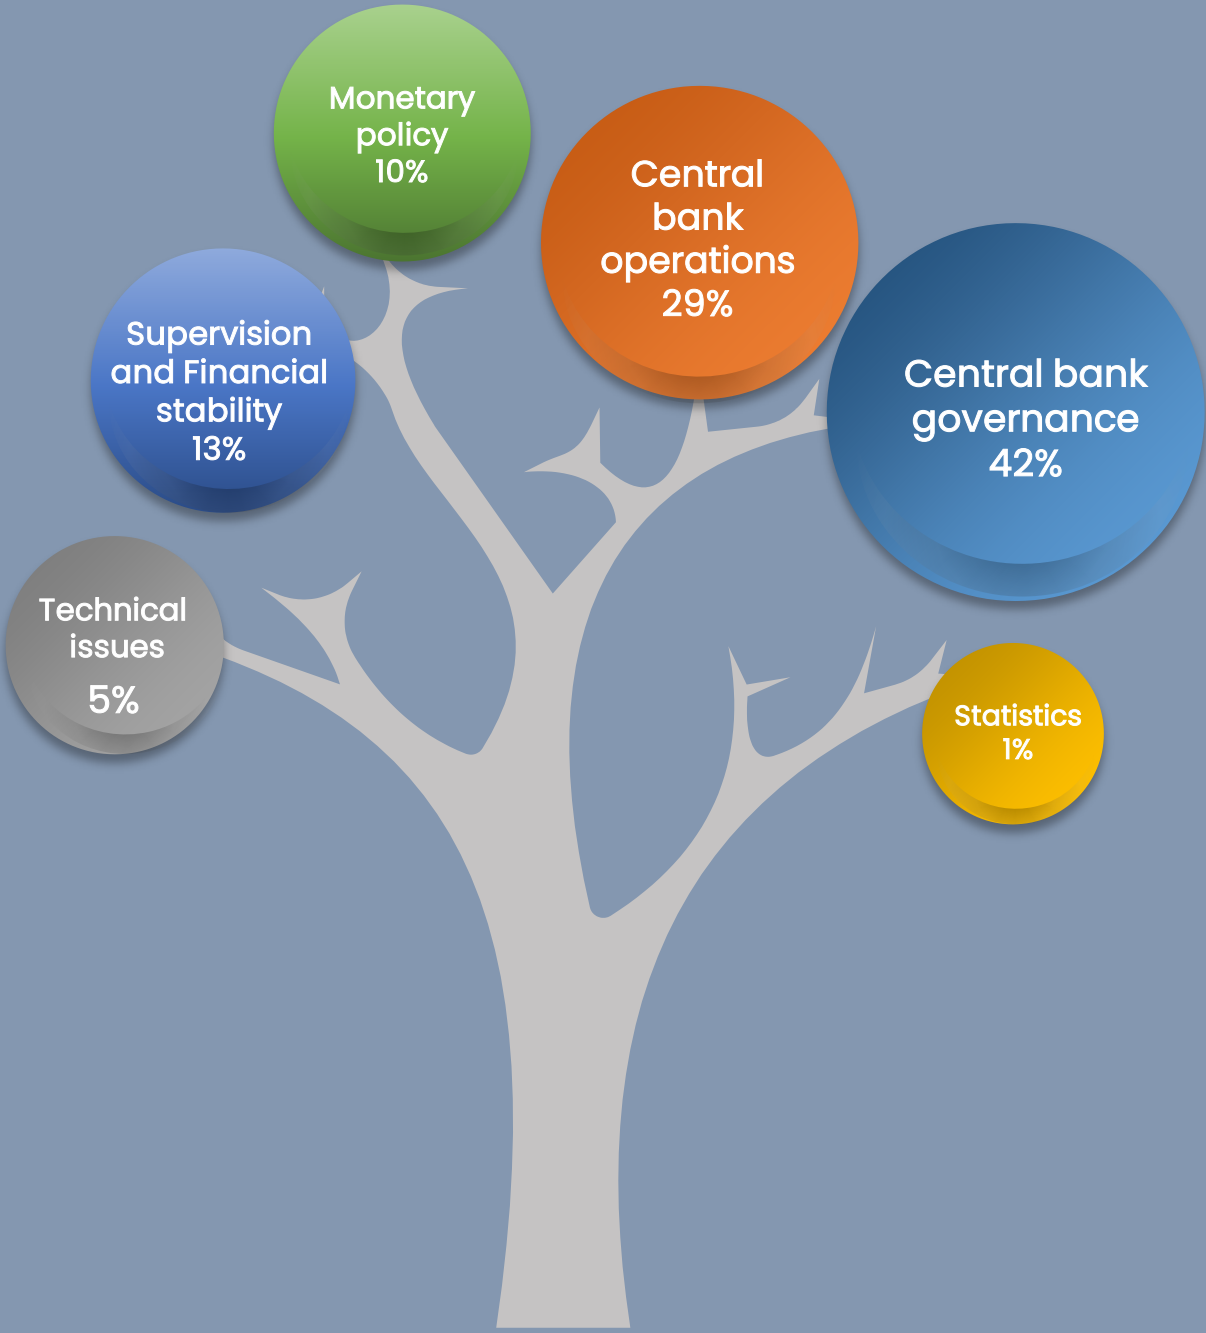 Monetary
policy
10%
Central
bank
operations
29%
Supervision
and Financial
stability
13%
Central bank
governance
42%
Technical
issues
5%
Statistics
1%